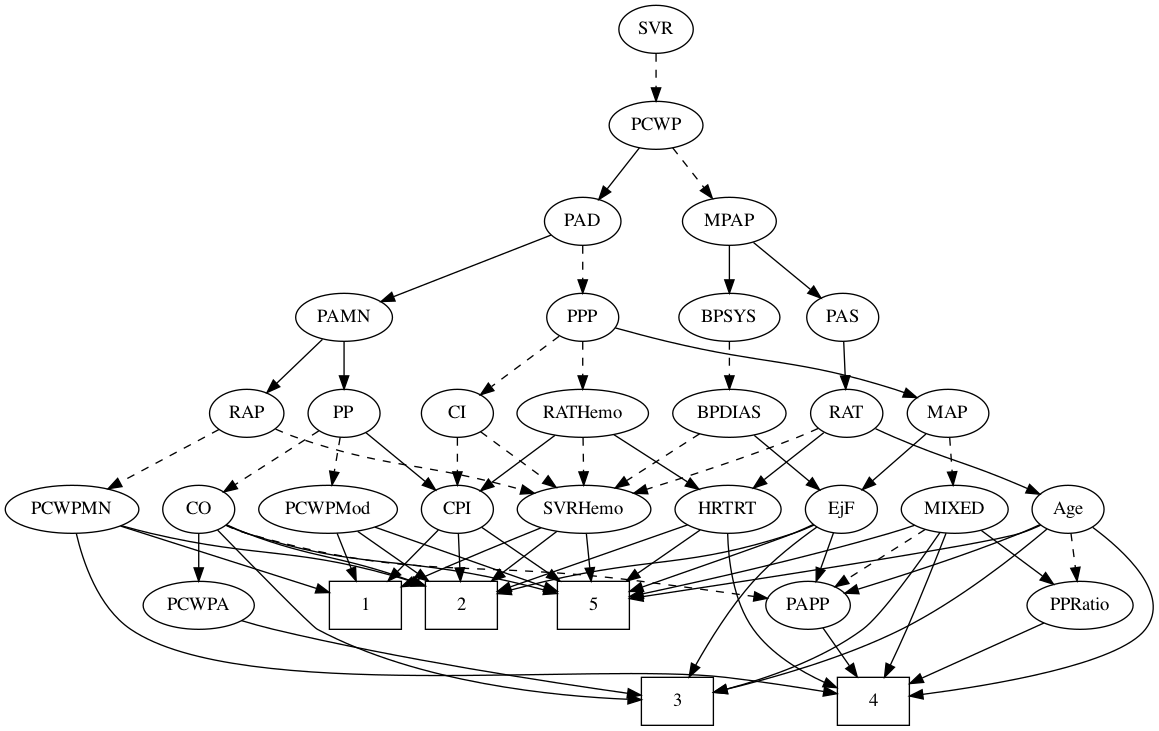 SVR
PCWP
PAD
MPAP
PAMN
PPP
BPSYS
PAS
RAP
PP
CI
RATHemo
BPDIAS
RAT
MAP
PCWPMN
CO
PCWPMod
CPI
SVRHemo
HRTRT
EjF
MIXED
Age
PCWPA
1
2
5
PAPP
PPRatio
3
4